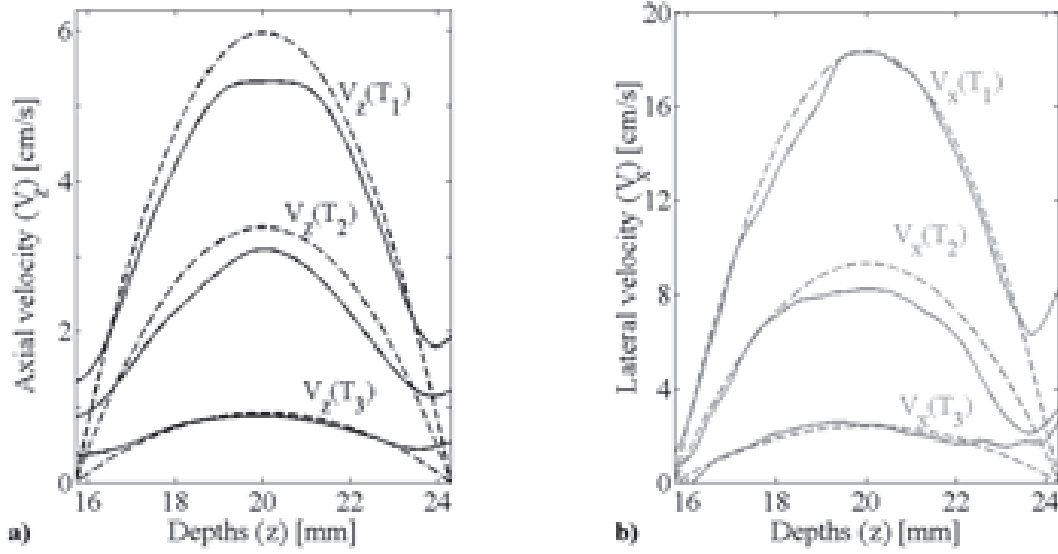 6
4
2
0
Axial velocity (V_z) [cm/s]
V_z(T_1)
V_z(T_2)
V_z(T_3)
16 18 20 22 24
Depths (z) [mm]
a)
20
16
12
8
4
0
Lateral velocity (V_x) [cm/s]
V_x(T_1)
V_x(T_2)
V_x(T_3)
16 18 20 22 24
Depths (z) [mm]
b)